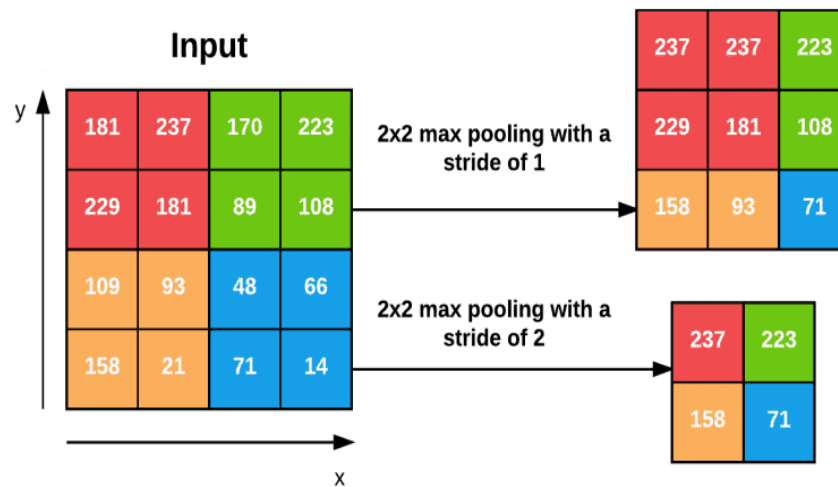 Input
y
181 237 170 223
229 181 89 108
109 93 48 66
158 21 71 14
x
2x2 max pooling with a
stride of 1
237 237 223
229 181 108
158 93 71
2x2 max pooling with a
stride of 2
237 223
158 71